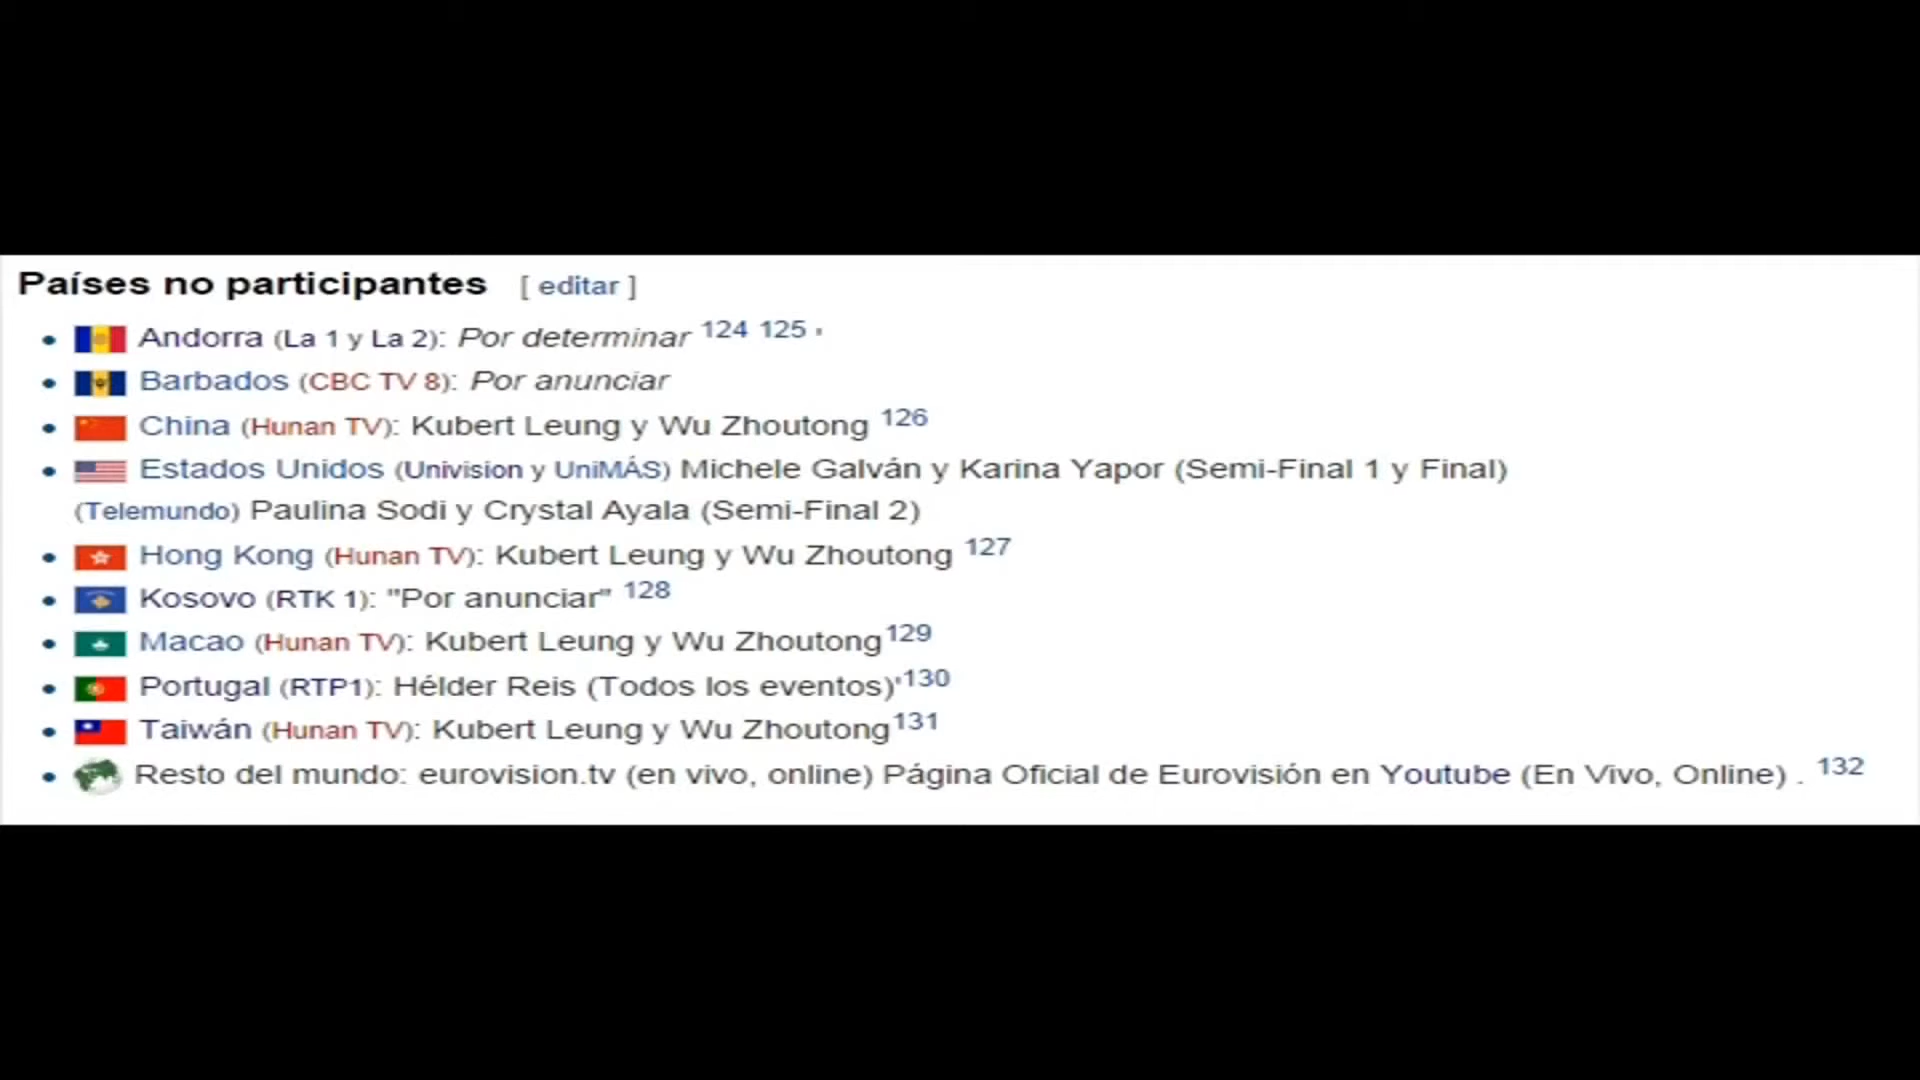 Países no participantes [ editar ]
Andorra (La 1 y La 2): Por determinar 124 125 ,
Barbados (CBC TV 8): Por anunciar
China (Hunan TV): Kubert Leung y Wu Zhoutong 126
Estados Unidos (Univision y UniMÁS) Michele Galván y Karina Yapor (Semi-Final 1 y Final)
(Telemundo) Paulina Sodi y Crystal Ayala (Semi-Final 2)
Hong Kong (Hunan TV): Kubert Leung y Wu Zhoutong 127
Kosovo (RTK 1): "Por anunciar" 128
Macao (Hunan TV): Kubert Leung y Wu Zhoutong 129
Portugal (RTP1): Hélder Reis (Todos los eventos)' 130
Taiwán (Hunan TV): Kubert Leung y Wu Zhoutong 131
Resto del mundo: eurovision.tv (en vivo, online) Página Oficial de Eurovisión en Youtube (En Vivo, Online) . 132